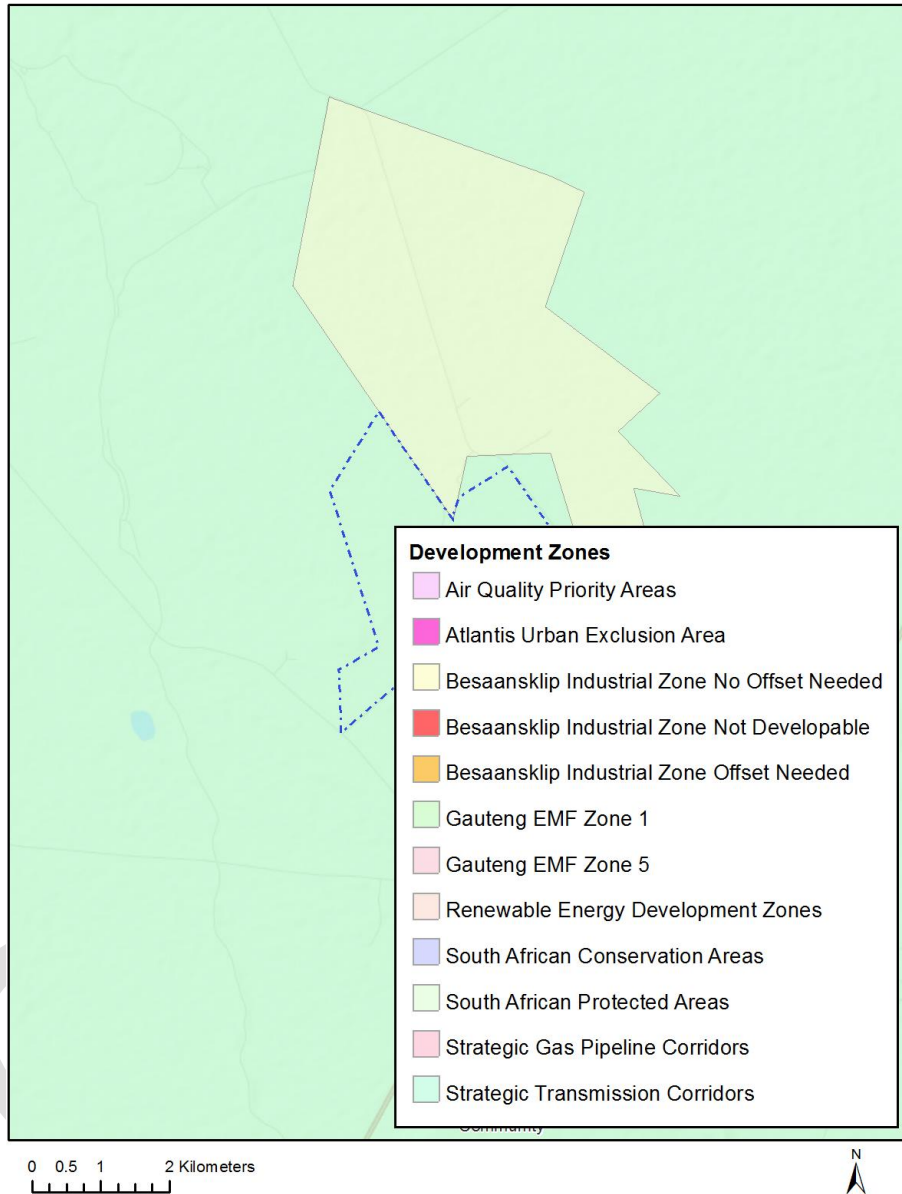 Development Zones
Air Quality Priority Areas
Atlantis Urban Exclusion Area
Besaansklip Industrial Zone No Offset Needed
Besaansklip Industrial Zone Not Developable
Besaansklip Industrial Zone Offset Needed
Gauteng EMF Zone 1
Gauteng EMF Zone 5
Renewable Energy Development Zones
South African Conservation Areas
South African Protected Areas
Strategic Gas Pipeline Corridors
Strategic Transmission Corridors
Community
0 0.5 1 2 Kilometers
N